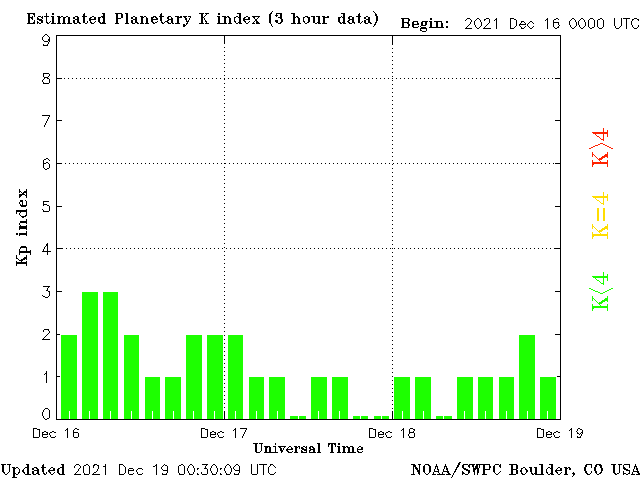 Estimated Planetary K index (3 hour data) Begin: 2021 Dec 16 0000 UTC
9
8
7
6
5
4
3
2
1
0
Kp index
K>4
K=4
K<4
Dec 16 Dec 17 Dec 18 Dec 19
Universal Time
Updated 2021 Dec 19 00:30:09 UTC NOAA/SWPC Boulder, CO USA